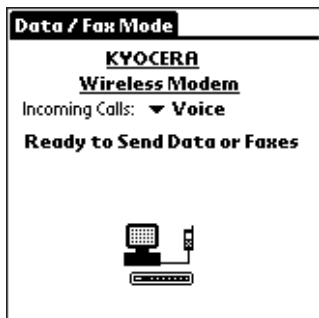 Data / Fax Mode
KYOCERA
Wireless Modem
Incoming Calls: Voice
Ready to Send Data or Faxes